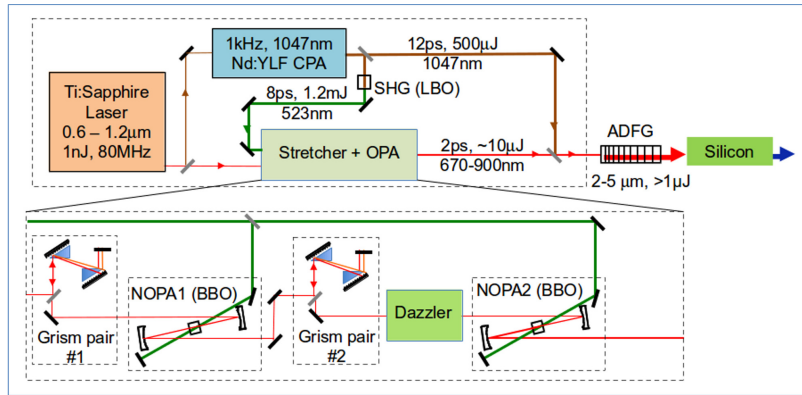 1kHz, 1047nm
Nd:YLF CPA
12ps, 500μJ
1047nm
Ti:Sapphire
Laser
0.6 – 1.2μm
1nJ, 80MHz
SHG (LBO)
8ps, 1.2mJ
523nm
Stretcher + OPA
2ps, ~10μJ
670-900nm
ADFG
Silicon
2-5 μm, >1μJ
NOPA1 (BBO)
NOPA2 (BBO)
Dazzler
Grism pair
#1
Grism pair
#2